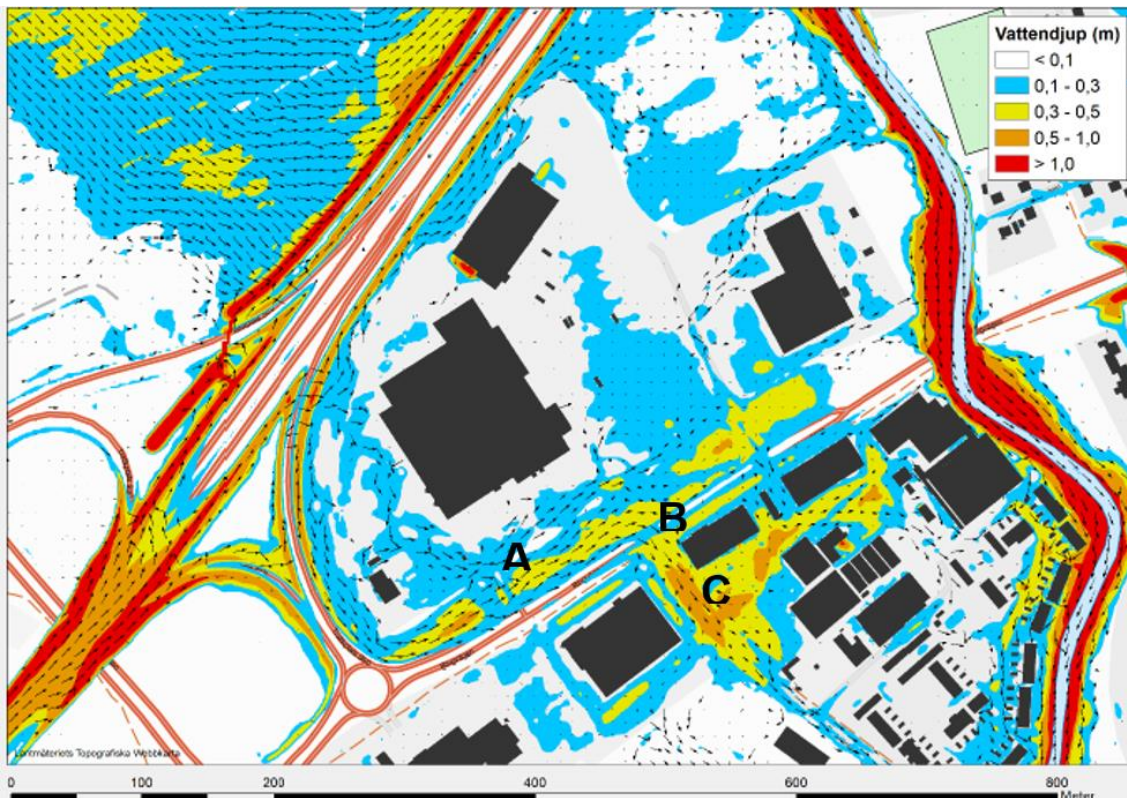 Vattendjup (m)
< 0,1
0,1 - 0,3
0,3 - 0,5
0,5 - 1,0
> 1,0
A
B
C
Lantmäteriets Topografiska Webbkarta
0 100 200 400 600 800
Meter